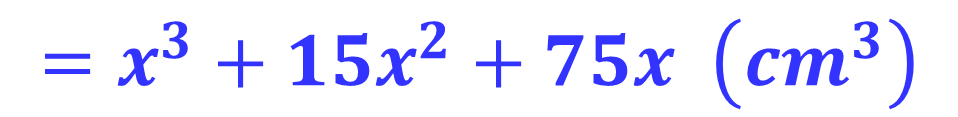 = x³ + 15x² + 75x (cm³)